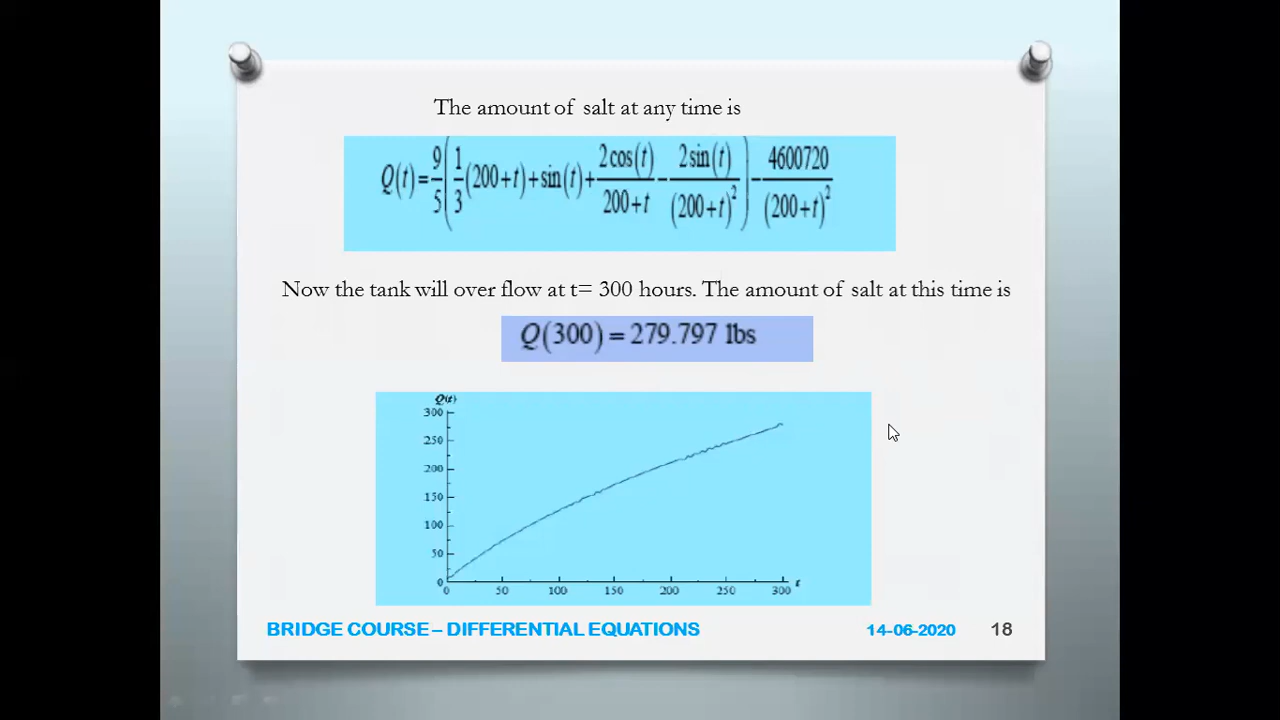 The amount of salt at any time is
Q(t)=9/5(1/3(200+t)+sin(t)+2cos(t)/200+t−2sin(t)/(200+t)²)−4600720/(200+t)²
Now the tank will over flow at t= 300 hours. The amount of salt at this time is
Q(300)=279.797 lbs
Q(t)
300
250
200
150
100
50
0
0 50 100 150 200 250 300 t
BRIDGE COURSE – DIFFERENTIAL EQUATIONS 14-06-2020 18